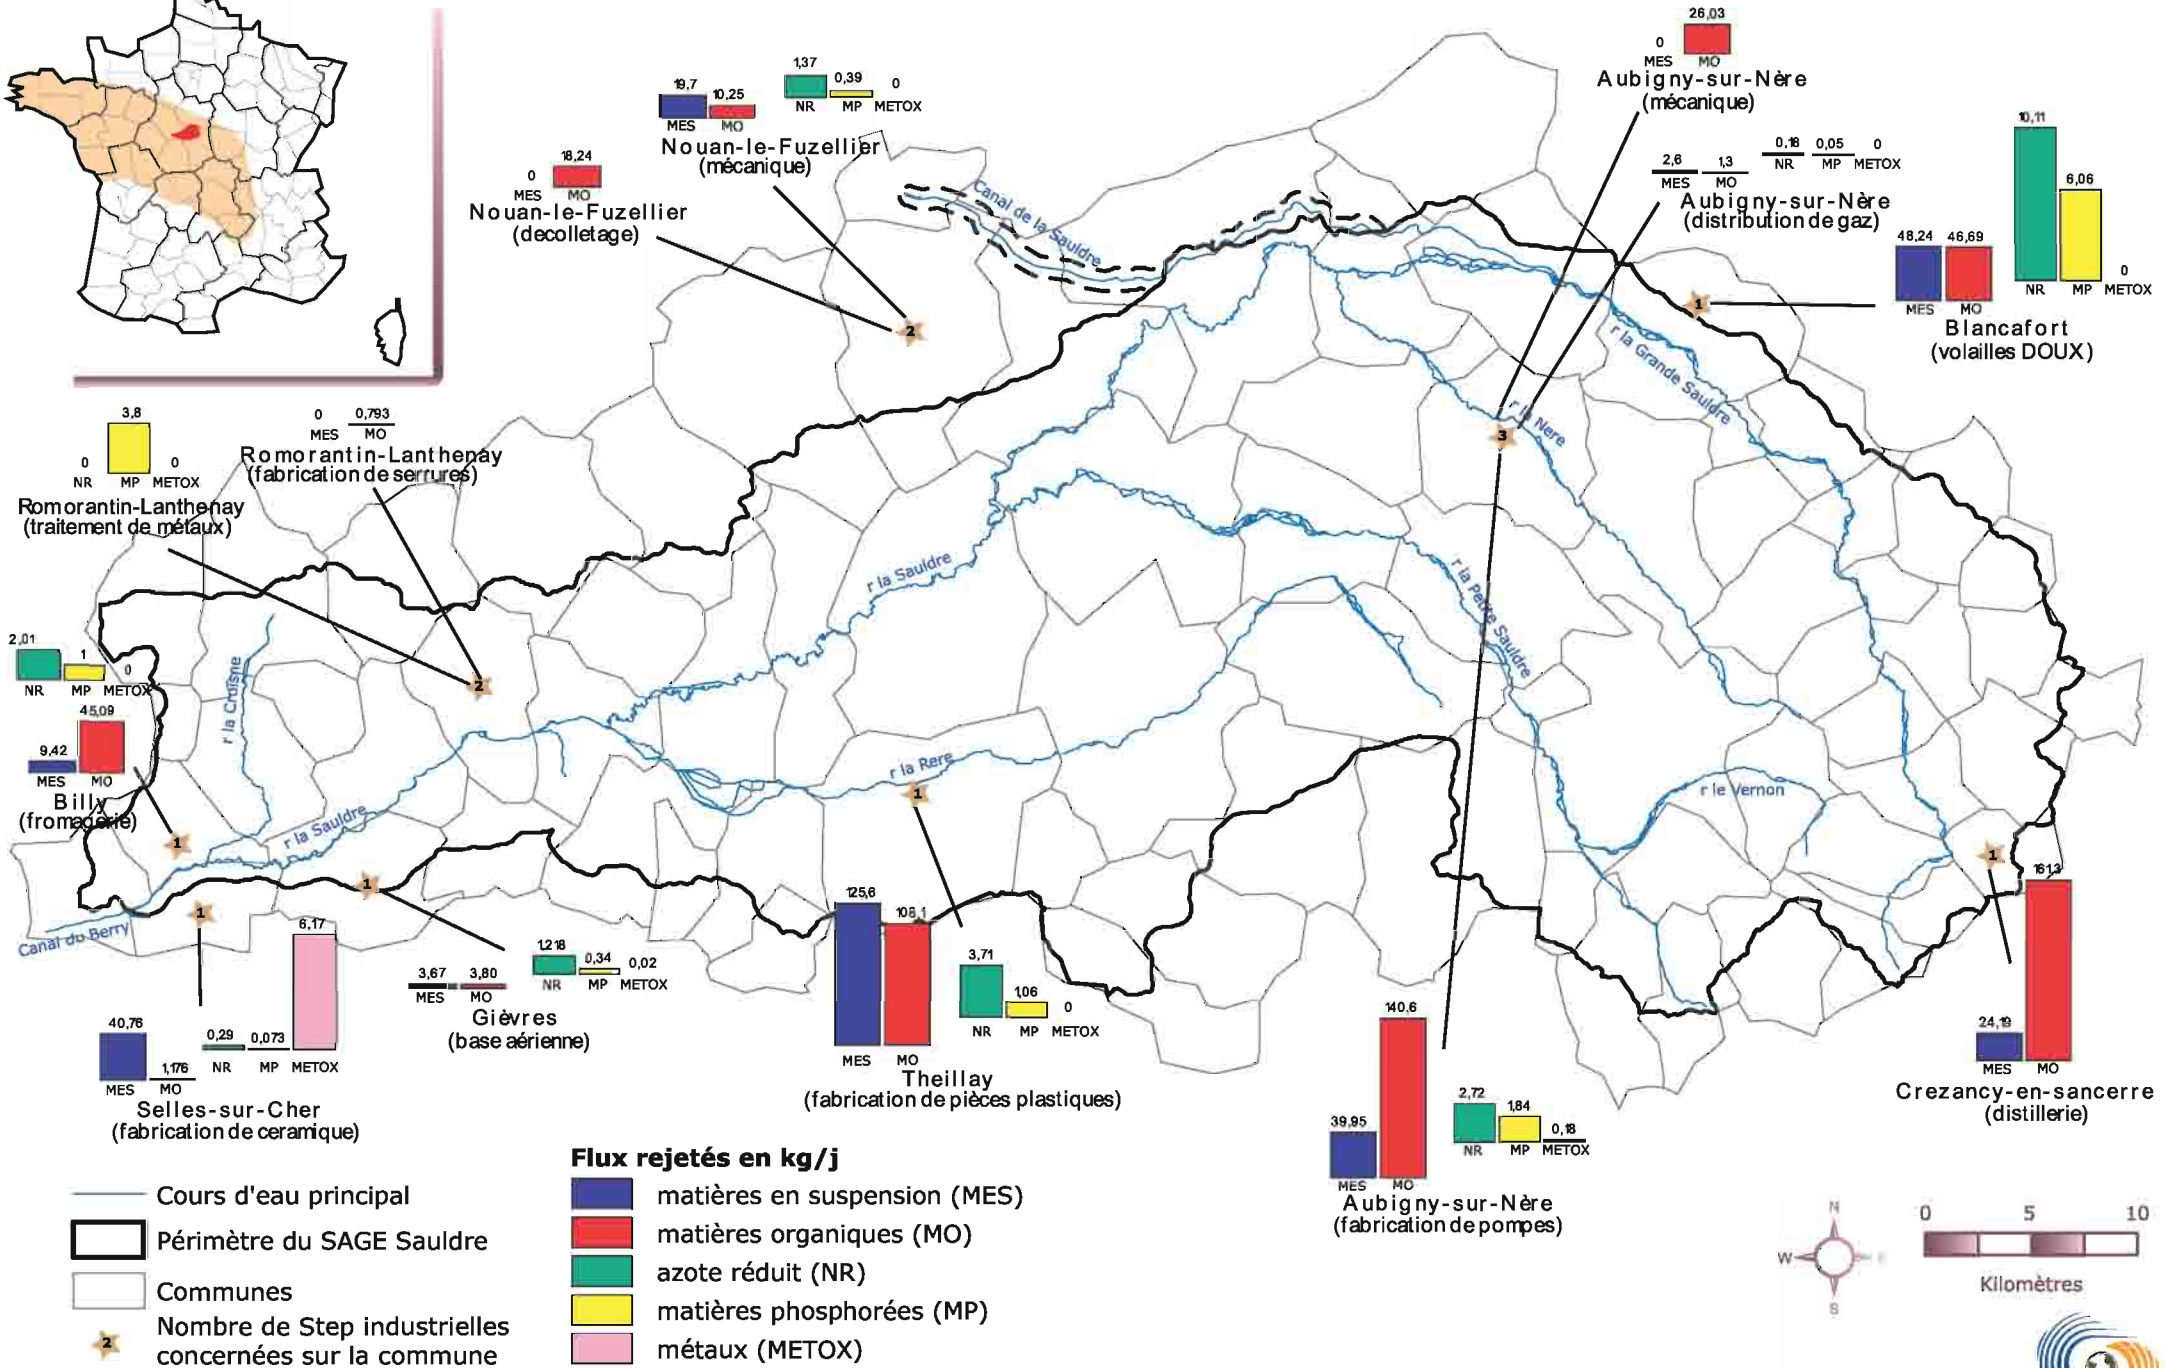 26,03
0
MES MO
Aubigny-sur-Nère
(mécanique)
1,37
0,39
0
NR MP METOX
19,7
10,25
MES MO
Nouan-le-Fuzellier
(mécanique)
10,11
6,06
0
NR MP METOX
48,24
46,69
MES MO
Blancafort
(volailles DOUX)
0,18 0,05 0
NR MP METOX
2,6 1,3
MES MO
Aubigny-sur-Nère
(distribution de gaz)
18,24
0
MES MO
Nouan-le-Fuzellier
(decolletage)
Canal de la Sauldre
2
1
r la Grande Sauldre
3,8
0
0
NR MP METOX
Romorantin-Lanthenay
(traitement de métaux)
0 0,793
MES MO
Romorantin-Lanthenay
(fabrication de serrures)
r la Nere
3
r la Sauldre
r la Petite Sauldre
2,01
1
0
NR MP METOX
45,09
9,42
MES MO
Billy
(fromagerie)
r la Croisne
2
r la Rere
1
r le Vernon
1
r la Sauldre
1
1
1
Canal du Berry
161,3
24,19
MES MO
Crezancy-en-sancerre
(distillerie)
6,17
0,29 0,073
NR MP METOX
40,76
1,176
MES MO
Selles-sur-Cher
(fabrication de ceramique)
1,218
0,34 0,02
NR MP METOX
3,67 3,80
MES MO
Gièvres
(base aérienne)
125,6
108,1
MES MO
3,71
1,06
0
NR MP METOX
Theillay
(fabrication de pièces plastiques)
140,6
39,95
MES MO
2,72
1,84
0,18
NR MP METOX
Aubigny-sur-Nère
(fabrication de pompes)
Cours d'eau principal
Périmètre du SAGE Sauldre
Communes
2
Nombre de Step industrielles
concernées sur la commune
Flux rejetés en kg/j
matières en suspension (MES)
matières organiques (MO)
azote réduit (NR)
matières phosphorées (MP)
métaux (METOX)
N
W E
S
0 5 10
Kilomètres